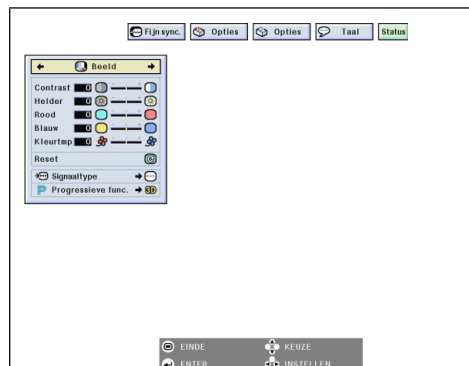 Fijn sync. Opties Opties Taal Status
Beeld
Contrast 0
Helder 0
Rood 0
Blauw 0
Kleurtmp 0
Reset
Signaaltype
Progressieve func. 3D
EINDE KEUZE
ENTER INSTELLEN